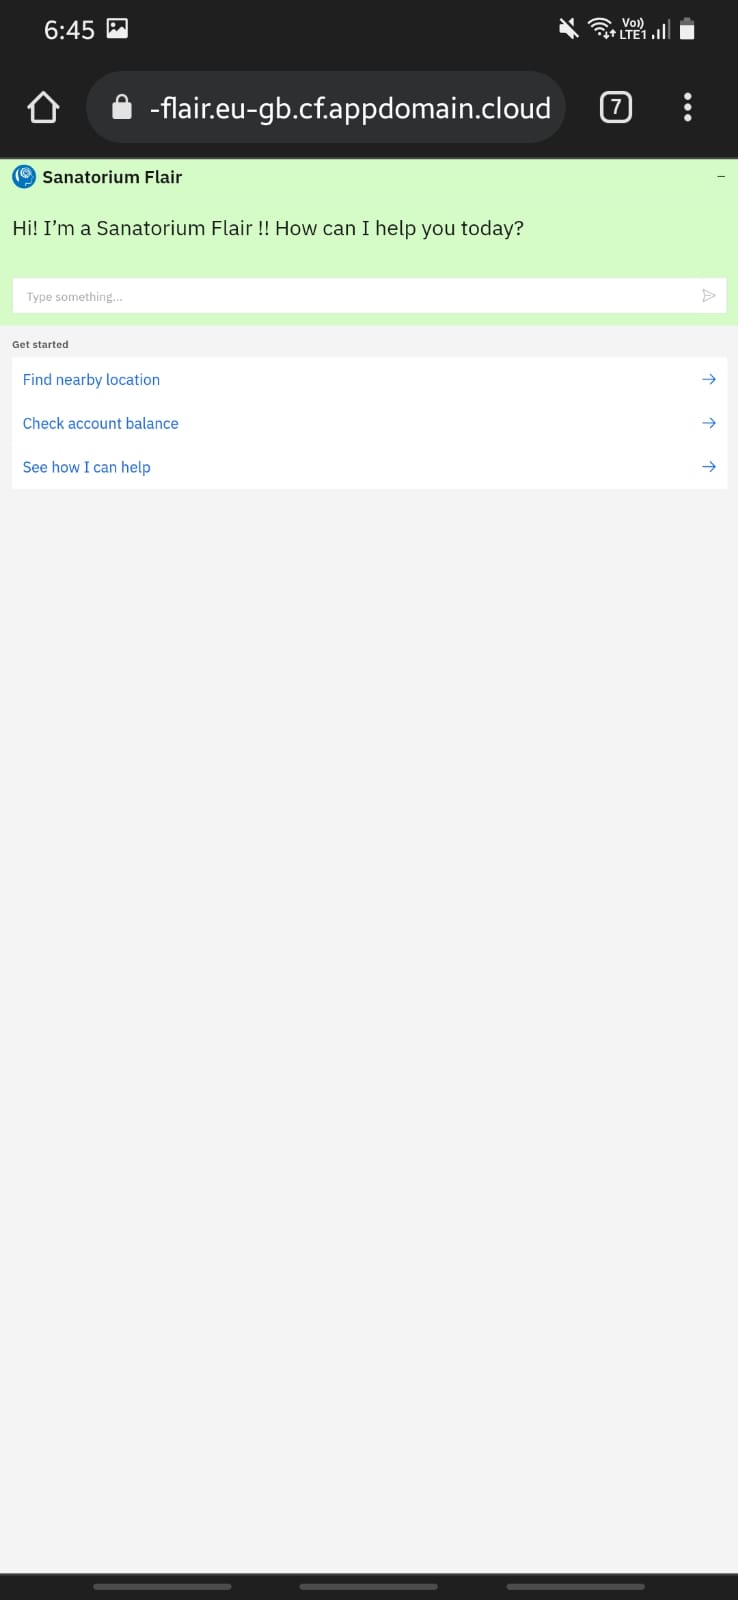 6:45
Vo))
LTE1
-flair.eu-gb.cf.appdomain.cloud
7
Sanatorium Flair
Hi! I'm a Sanatorium Flair !! How can I help you today?
Type something...
Get started
Find nearby location
Check account balance
See how I can help